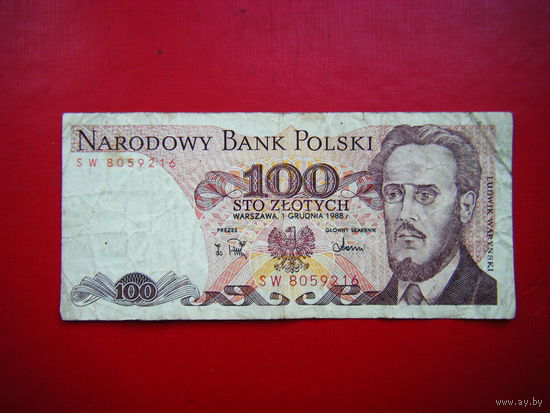 NARODOWY BANK POLSKI
SW 8059216
100
STO ZŁOTYCH
WARSZAWA, 1 GRUDNIA 1988 r.
PREZES GŁÓWNY SKARBNIK
SW 8059216
100
LUDWIK WARYŃSKI
www.ay.by